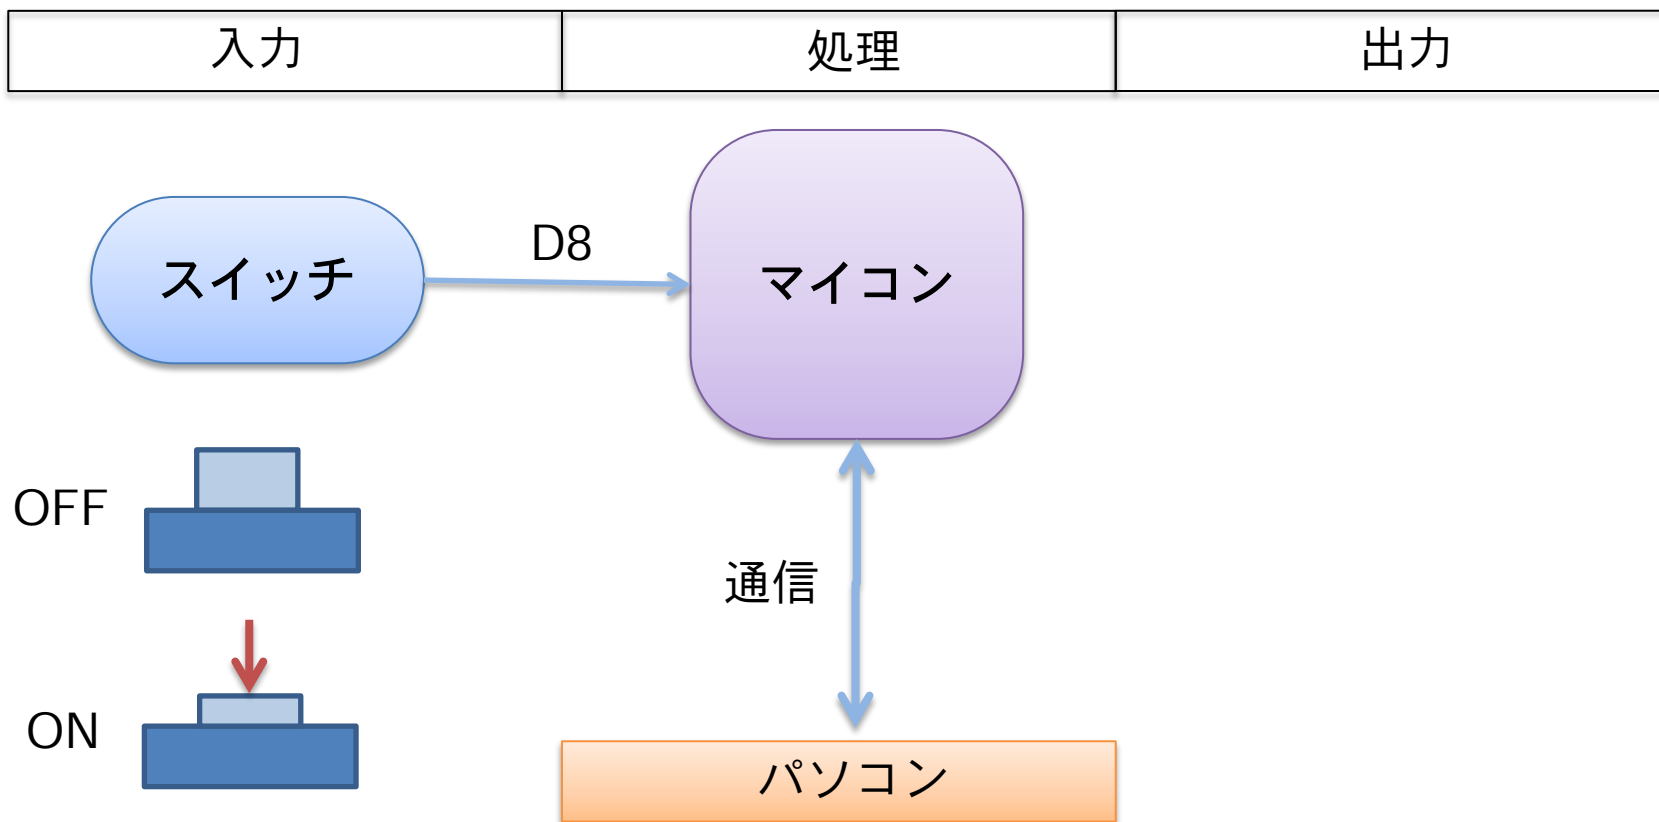 入力
処理
出力
スイッチ
D8
マイコン
OFF
通信
ON
パソコン